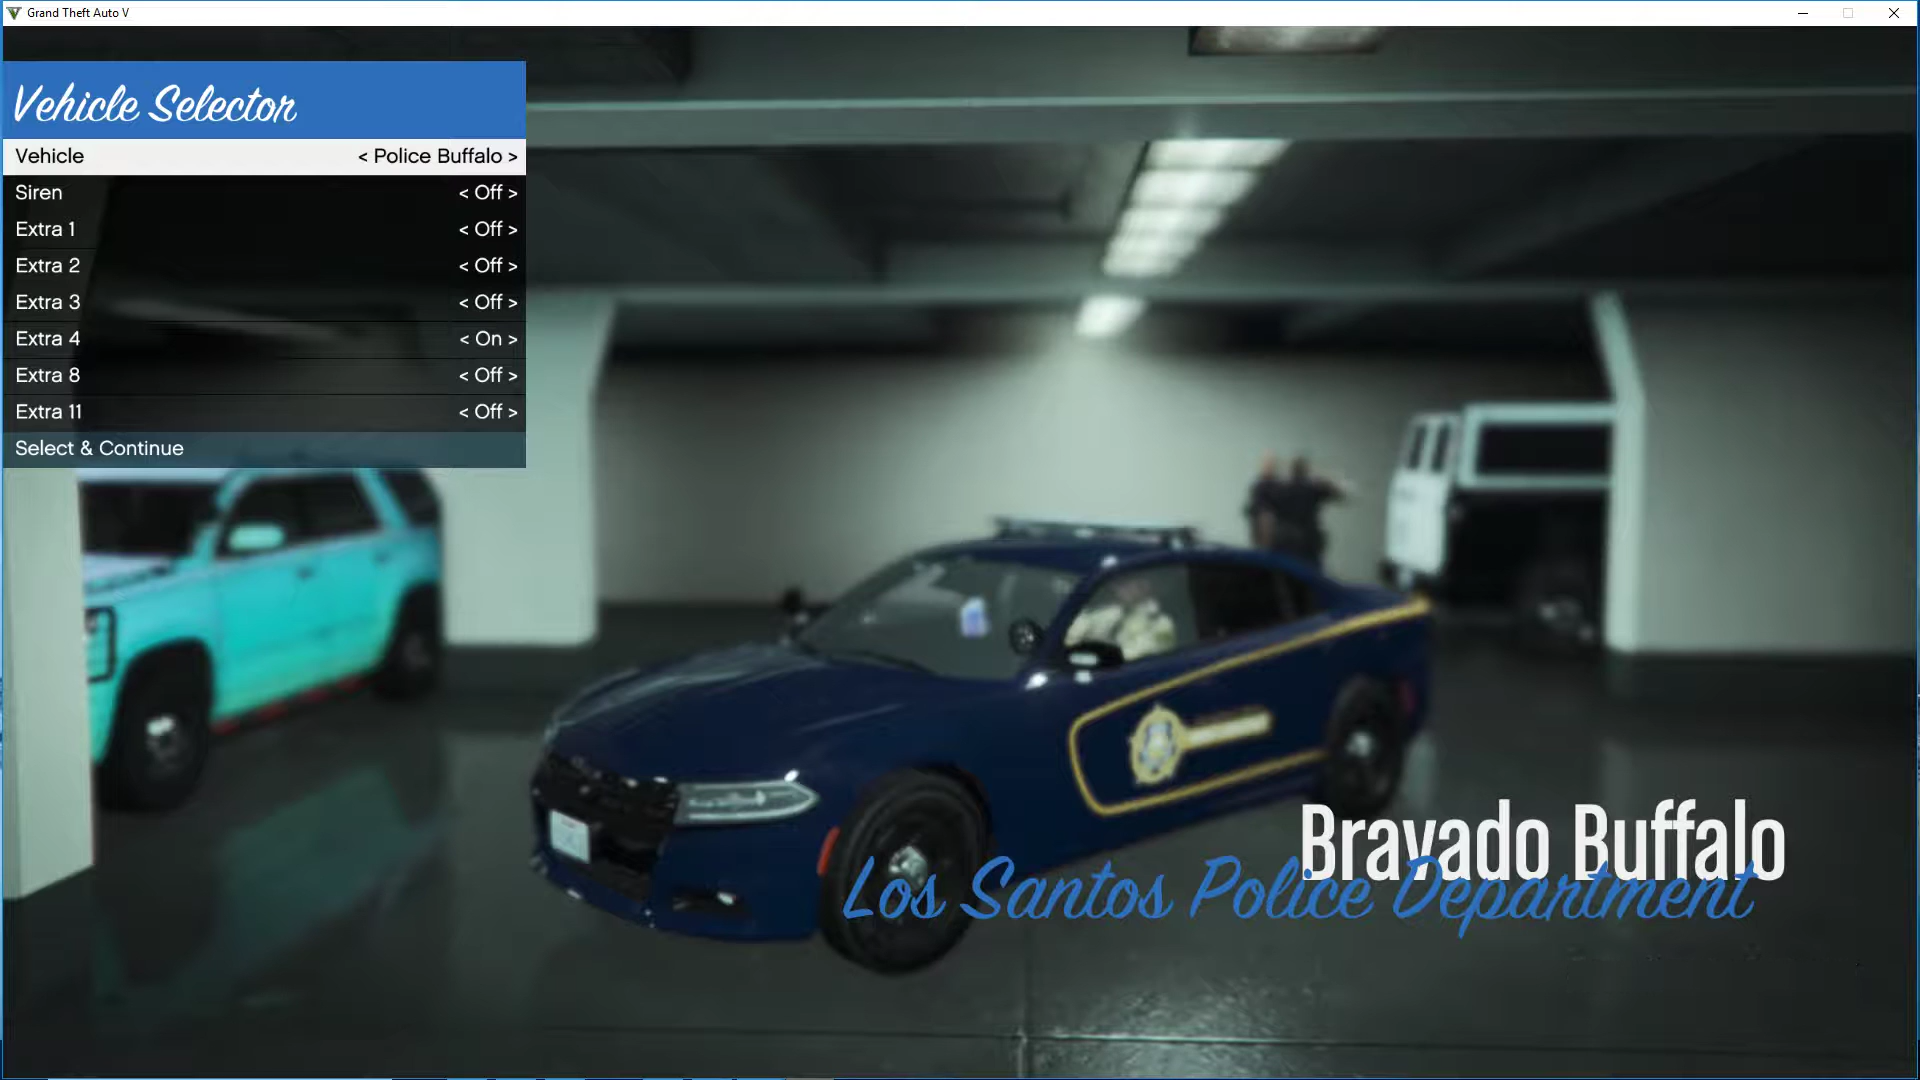 Grand Theft Auto V
Vehicle Selector
Vehicle < Police Buffalo >
Siren < Off >
Extra 1 < Off >
Extra 2 < Off >
Extra 3 < Off >
Extra 4 < On >
Extra 8 < Off >
Extra 11 < Off >
Select & Continue
Bravado Buffalo
Los Santos Police Department